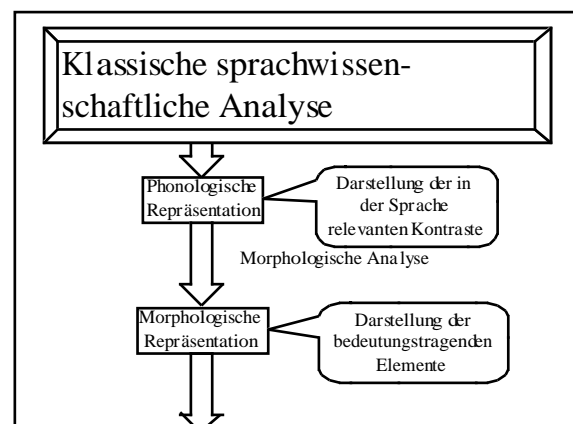 Klassische sprachwissen-
schaftliche Analyse
Phonologische
Repräsentation
Darstellung der in
der Sprache
relevanten Kontraste
Morphologische Analyse
Morphologische
Repräsentation
Darstellung der
bedeutungstragenden
Elemente